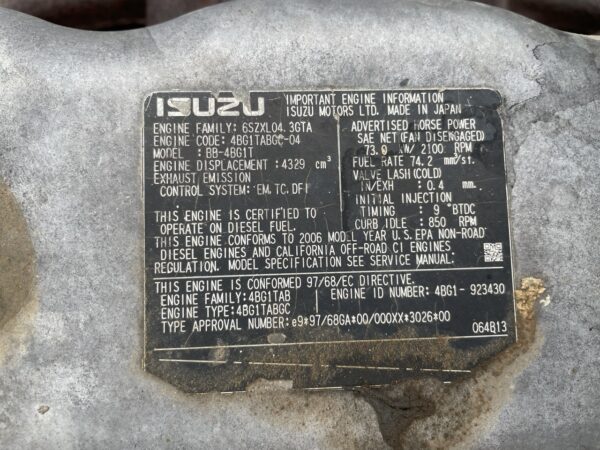 ISUZU
IMPORTANT ENGINE INFORMATION
ISUZU MOTORS LTD. MADE IN JAPAN
ENGINE FAMILY: 6SZXL04.3GTA
ENGINE CODE: 4BG1TABGC-04
MODEL : BB-4BG1T
ENGINE DISPLACEMENT : 4329 cm³
EXHAUST EMISSION
CONTROL SYSTEM: EM, TC, DFI
THIS ENGINE IS CERTIFIED TO
OPERATE ON DIESEL FUEL.
ADVERTISED HORSE POWER
SAE NET (FAN DISENGAGED)
73.0 kW/ 2100 RPM
FUEL RATE 74.2 mm³/st.
VALVE LASH (COLD)
IN/EXH : 0.4 mm.
INITIAL INJECTION
TIMING : 9 °BTDC
CURB IDLE : 850 RPM
THIS ENGINE CONFORMS TO 2006 MODEL YEAR U.S. EPA NON-ROAD
DIESEL ENGINES AND CALIFORNIA OFF-ROAD CI ENGINES
REGULATION. MODEL SPECIFICATION SEE SERVICE MANUAL.
THIS ENGINE IS CONFORMED 97/68/EC DIRECTIVE.
ENGINE FAMILY: 4BG1TAB ENGINE ID NUMBER: 4BG1- 923430
ENGINE TYPE: 4BG1TABGC
TYPE APPROVAL NUMBER: e9*97/68GA*00/000XX*3026*00 064813